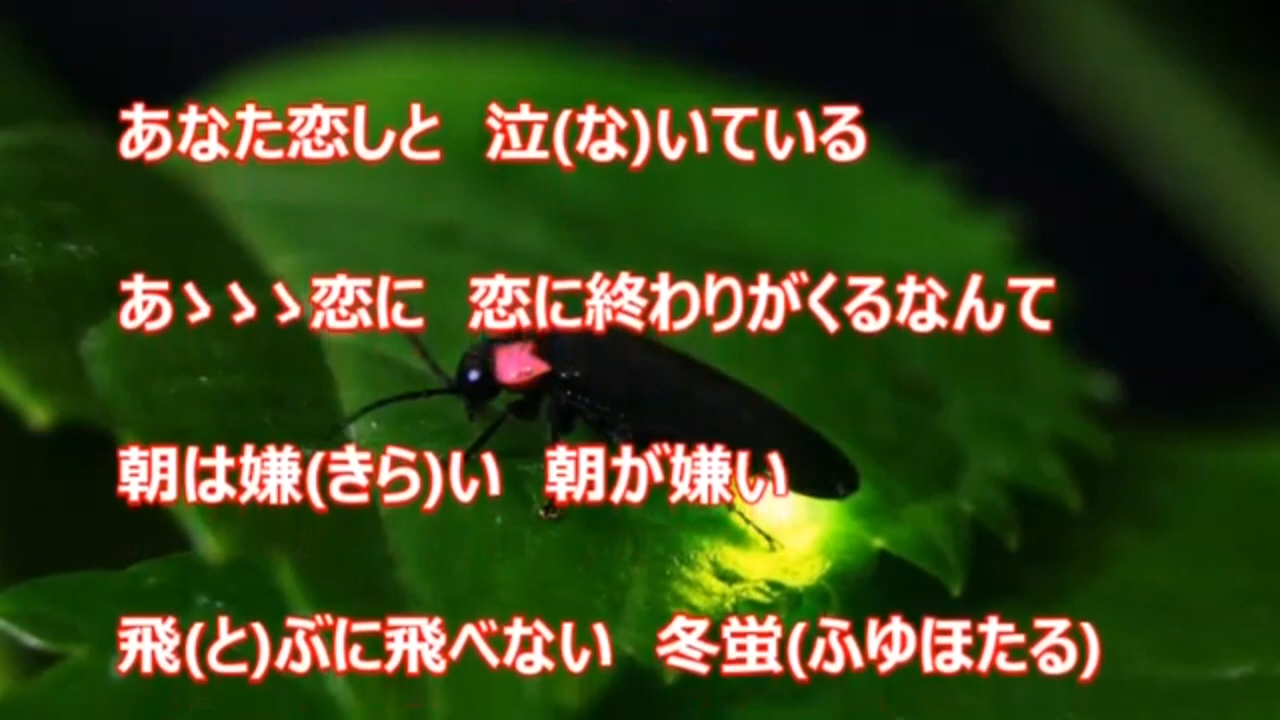 あなた恋しと　泣(な)いている
あゝゝゝ恋に　恋に終わりがくるなんて
朝は嫌(きら)い　朝が嫌い
飛(と)ぶに飛べない　冬蛍(ふゆほたる)